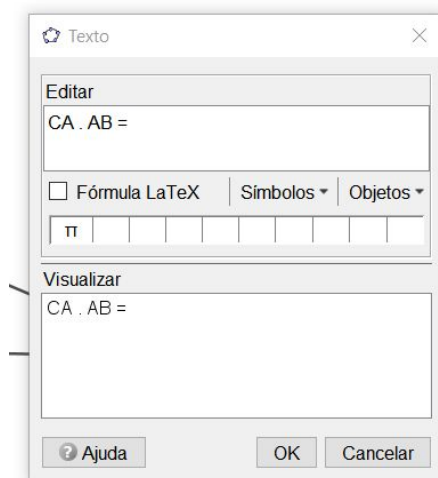 Texto
Editar
CA . AB =
Fórmula LaTeX Símbolos Objetos
π
Visualizar
CA . AB =
Ajuda OK Cancelar